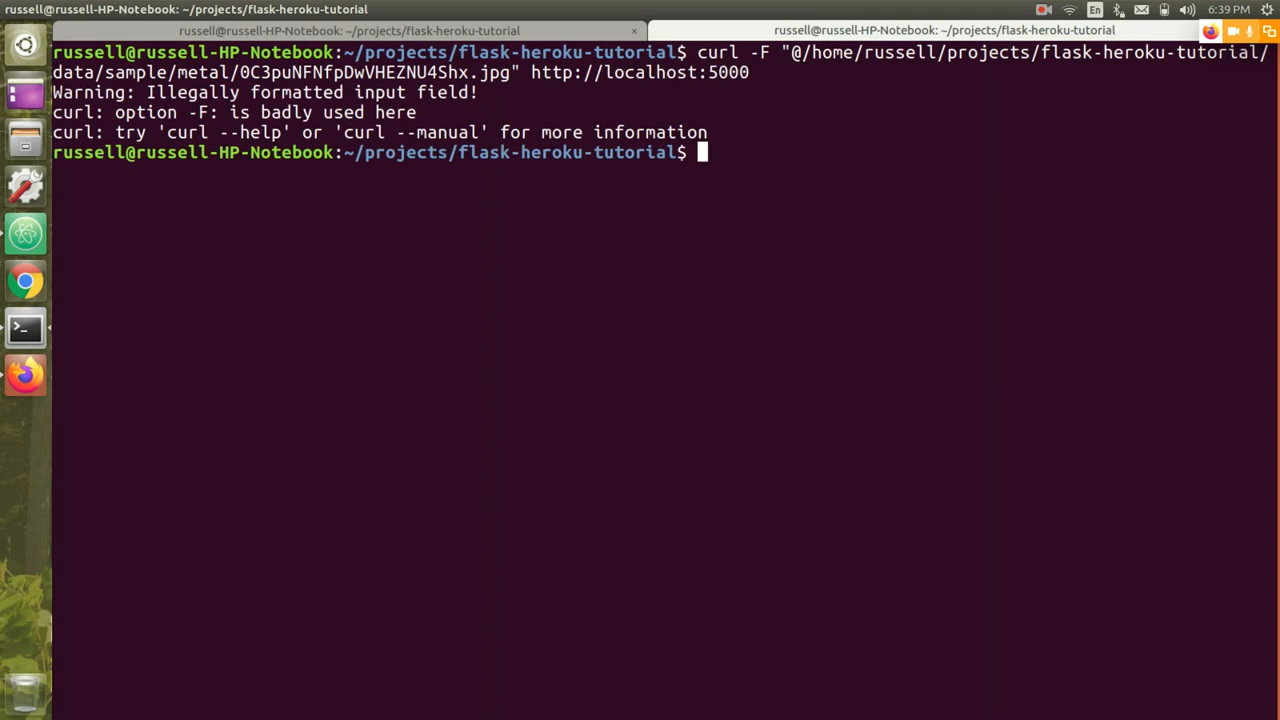 russell@russell-HP-Notebook: ~/projects/flask-heroku-tutorial
En
6:39 PM
russell@russell-HP-Notebook: ~/projects/flask-heroku-tutorial ×
russell@russell-HP-Notebook: ~/projects/flask-heroku-tutorial
russell@russell-HP-Notebook:~/projects/flask-heroku-tutorial$ curl -F "@/home/russell/projects/flask-heroku-tutorial/
data/sample/metal/0C3puNFNfpDwVHEZNU4Shx.jpg" http://localhost:5000
Warning: Illegally formatted input field!
curl: option -F: is badly used here
curl: try 'curl --help' or 'curl --manual' for more information
russell@russell-HP-Notebook:~/projects/flask-heroku-tutorial$